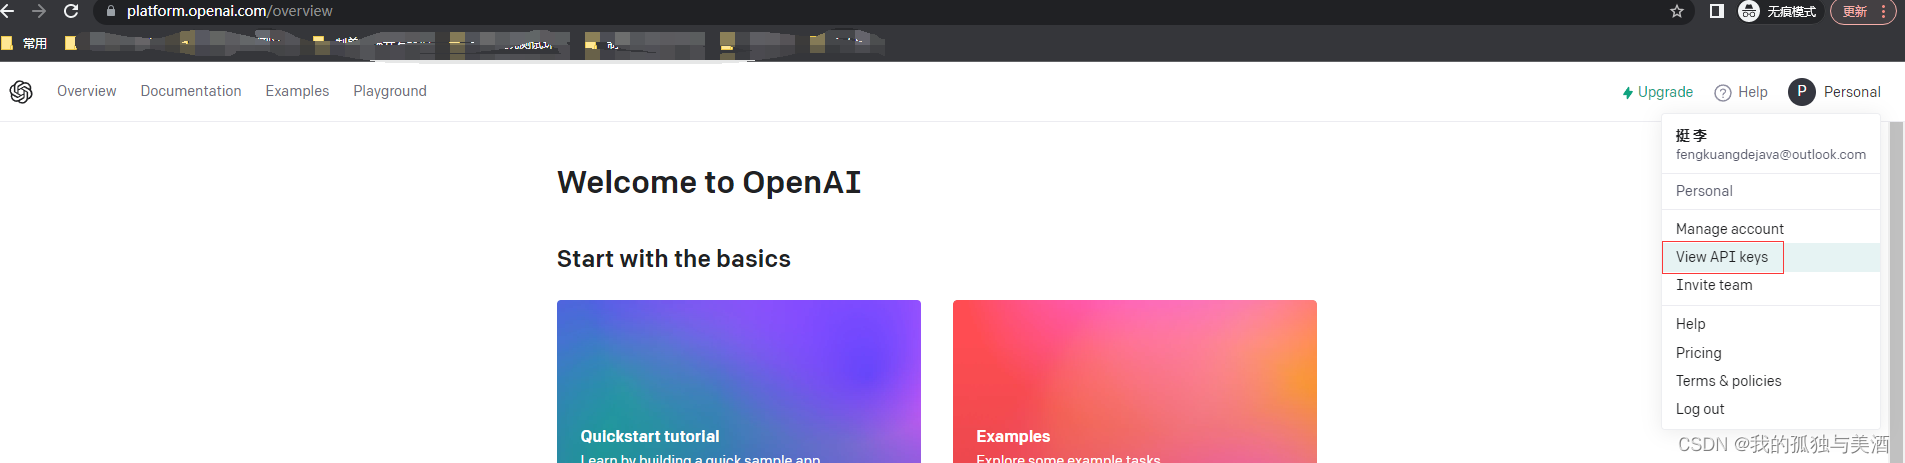 platform.openai.com/overview
无痕模式
更新
常用
Overview Documentation Examples Playground
Upgrade Help P Personal
挺 李
fengkuangdejava@outlook.com
Personal
Manage account
View API keys
Invite team
Help
Pricing
Terms & policies
Log out
Welcome to OpenAI
Start with the basics
Quickstart tutorial
Learn by building a quick sample app
Examples
Explore some example tasks
CSDN @我的孤独与美酒